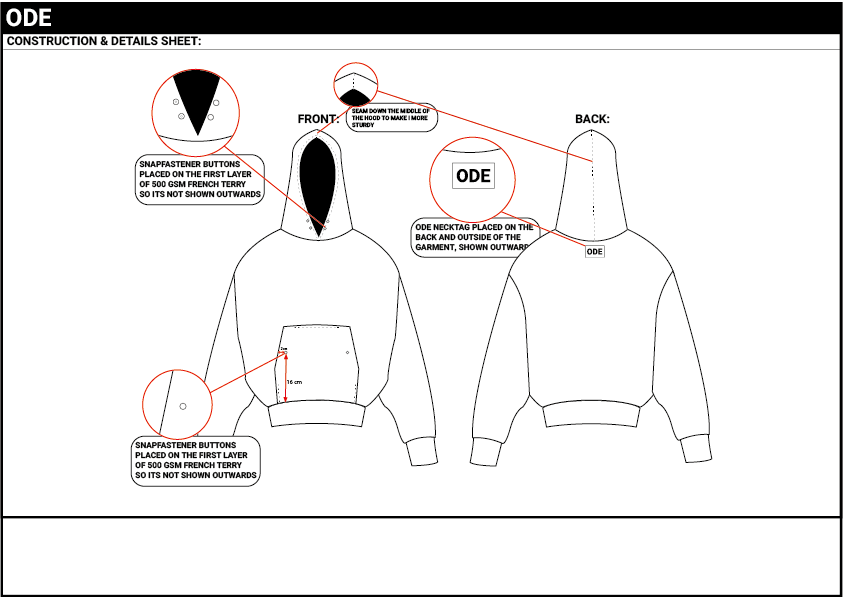 ODE
CONSTRUCTION & DETAILS SHEET:
SEAM DOWN THE MIDDLE OF
THE HOOD TO MAKE I MORE
STURDY
FRONT:
BACK:
SNAPFASTENER BUTTONS
PLACED ON THE FIRST LAYER
OF 500 GSM FRENCH TERRY
SO ITS NOT SHOWN OUTWARDS
ODE
ODE NECKTAG PLACED ON THE
BACK AND OUTSIDE OF THE
GARMENT, SHOWN OUTWARD
ODE
16 cm
SNAPFASTENER BUTTONS
PLACED ON THE FIRST LAYER
OF 500 GSM FRENCH TERRY
SO ITS NOT SHOWN OUTWARDS